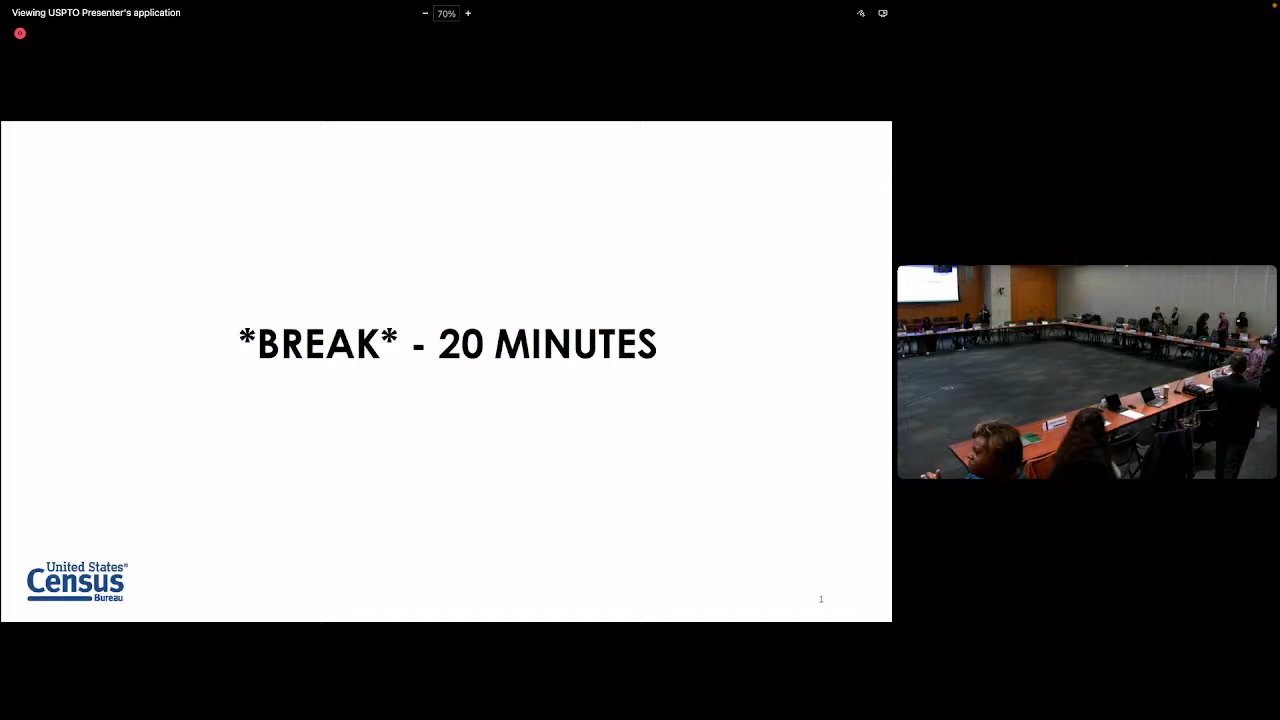 Viewing USPTO Presenter's application
− 70% +
*BREAK* - 20 MINUTES
United States®
Census
Bureau
1